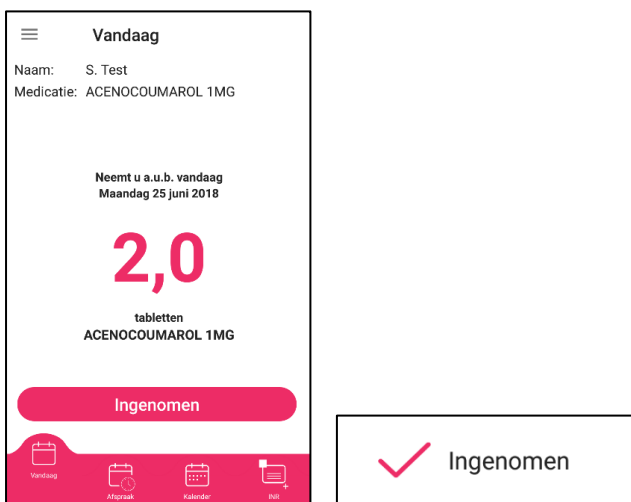 Vandaag
Naam: S. Test
Medicatie: ACENOCOUMAROL 1MG
Neemt u a.u.b. vandaag
Maandag 25 juni 2018
2,0
tabletten
ACENOCOUMAROL 1MG
Ingenomen
Vandaag
Afspraak
Kalender
INR
Ingenomen